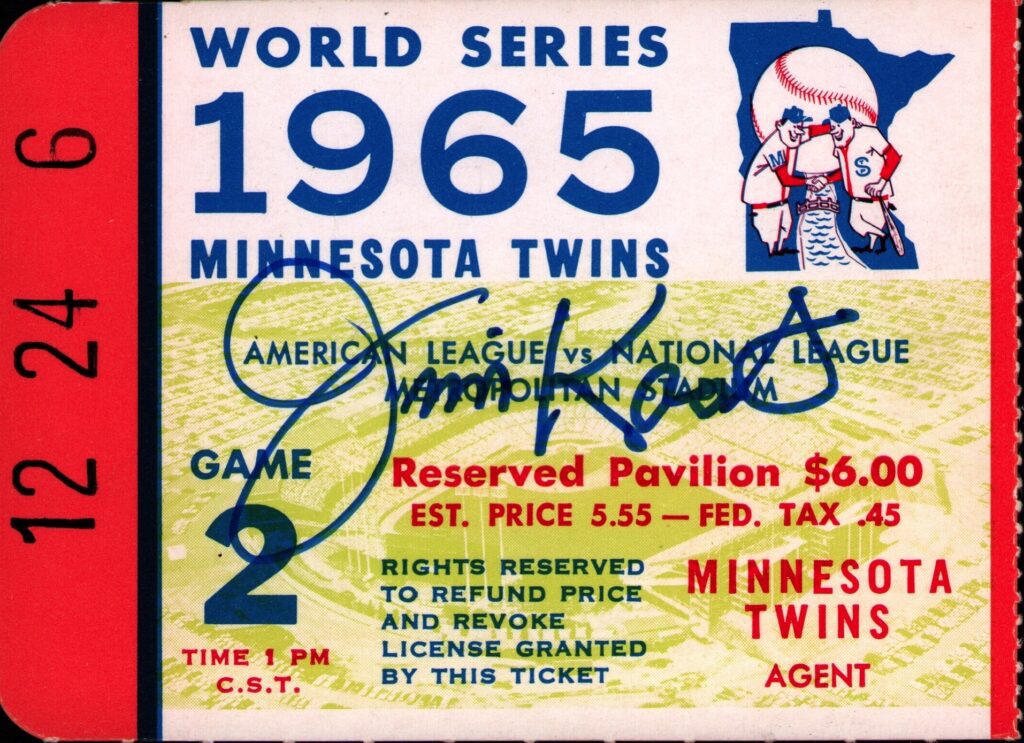 12 24 6
WORLD SERIES
1965
MINNESOTA TWINS
M
S
Jim Kaat
AMERICAN LEAGUE vs NATIONAL LEAGUE
METROPOLITAN STADIUM
GAME
2
TIME 1 PM
C.S.T.
Reserved Pavilion $6.00
EST. PRICE 5.55 — FED. TAX .45
RIGHTS RESERVED
TO REFUND PRICE
AND REVOKE
LICENSE GRANTED
BY THIS TICKET
MINNESOTA
TWINS
AGENT